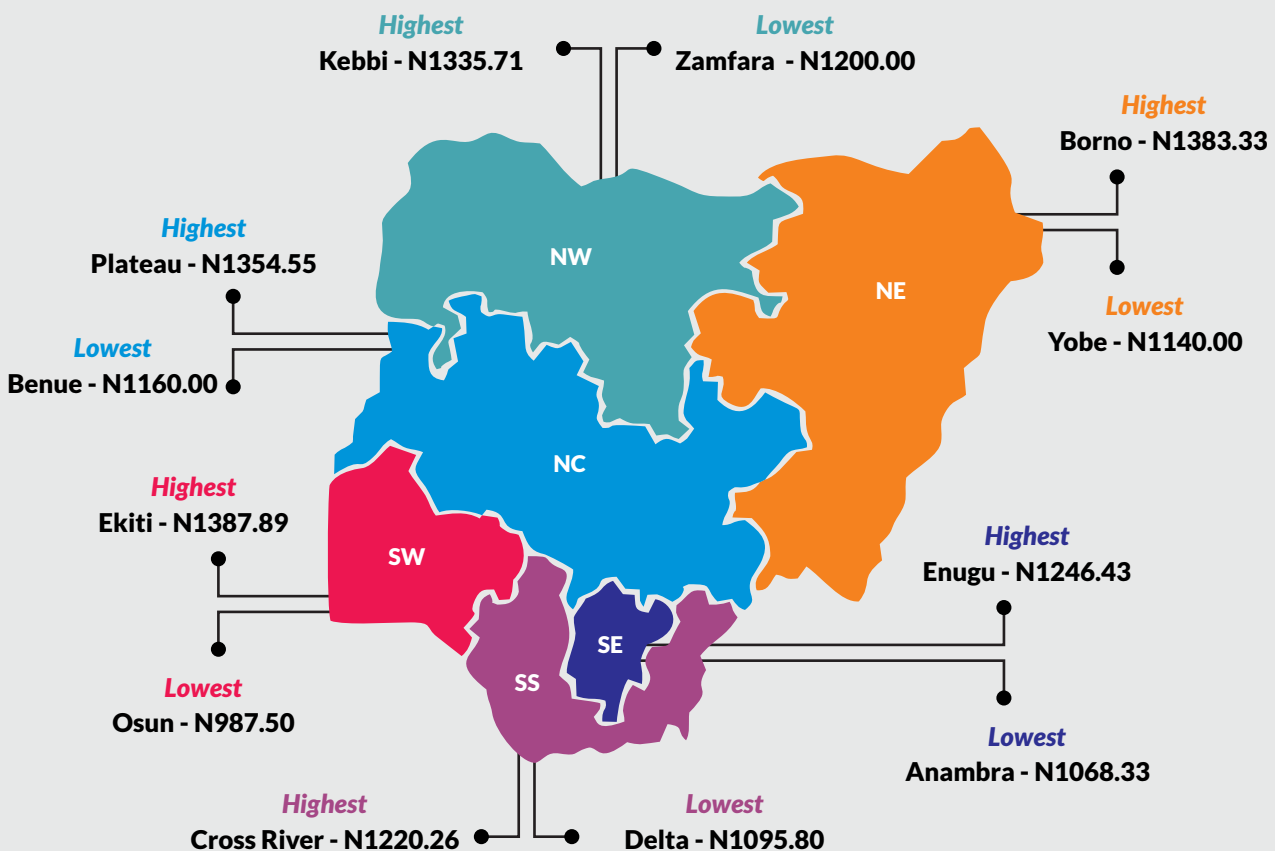 Highest
Kebbi - N1335.71
Lowest
Zamfara - N1200.00
Highest
Borno - N1383.33
Highest
Plateau - N1354.55
NW
NE
Lowest
Yobe - N1140.00
Lowest
Benue - N1160.00
NC
Highest
Ekiti - N1387.89
SW
Highest
Enugu - N1246.43
SE
SS
Lowest
Osun - N987.50
Lowest
Anambra - N1068.33
Highest
Cross River - N1220.26
Lowest
Delta - N1095.80